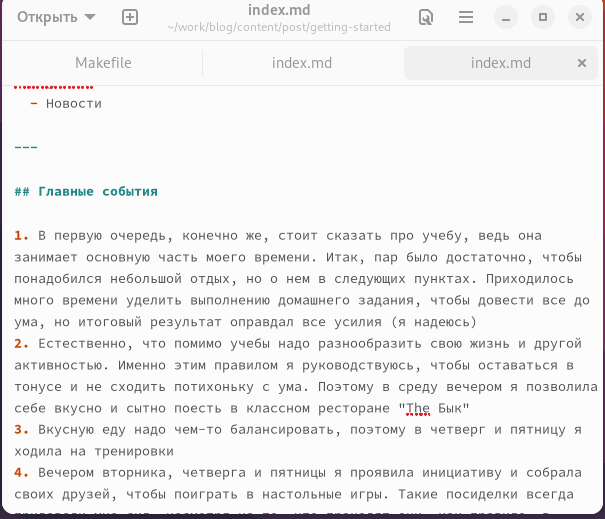 Открыть
index.md
~/work/blog/content/post/getting-started
Makefile
index.md
index.md
- Новости
---
## Главные события
1. В первую очередь, конечно же, стоит сказать про учебу, ведь она
занимает основную часть моего времени. Итак, пар было достаточно, чтобы
понадобился небольшой отдых, но о нем в следующих пунктах. Приходилось
много времени уделить выполнению домашнего задания, чтобы довести все до
ума, но итоговый результат оправдал все усилия (я надеюсь)
2. Естественно, что помимо учебы надо разнообразить свою жизнь и другой
активностью. Именно этим правилом я руководствуюсь, чтобы оставаться в
тонусе и не сходить потихоньку с ума. Поэтому в среду вечером я позволила
себе вкусно и сытно поесть в классном ресторане "The Бык"
3. Вкусную еду надо чем-то балансировать, поэтому в четверг и пятницу я
ходила на тренировки
4. Вечером вторника, четверга и пятницы я проявила инициативу и собрала
своих друзей, чтобы поиграть в настольные игры. Такие посиделки всегда